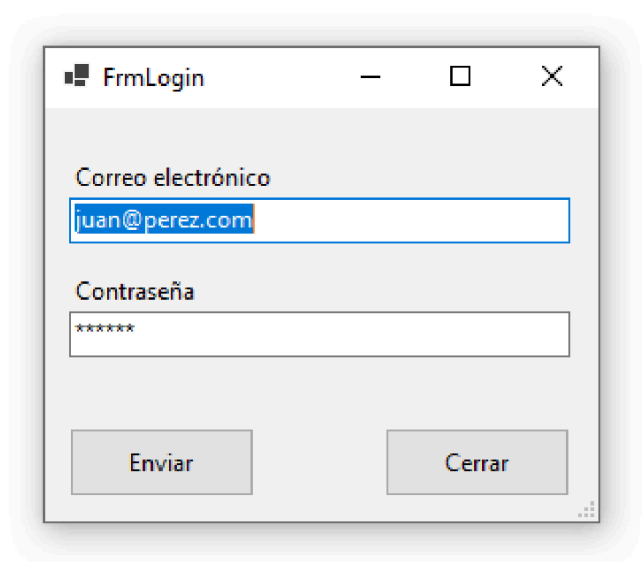 FrmLogin
Correo electrónico
juan@perez.com
Contraseña
******
Enviar Cerrar